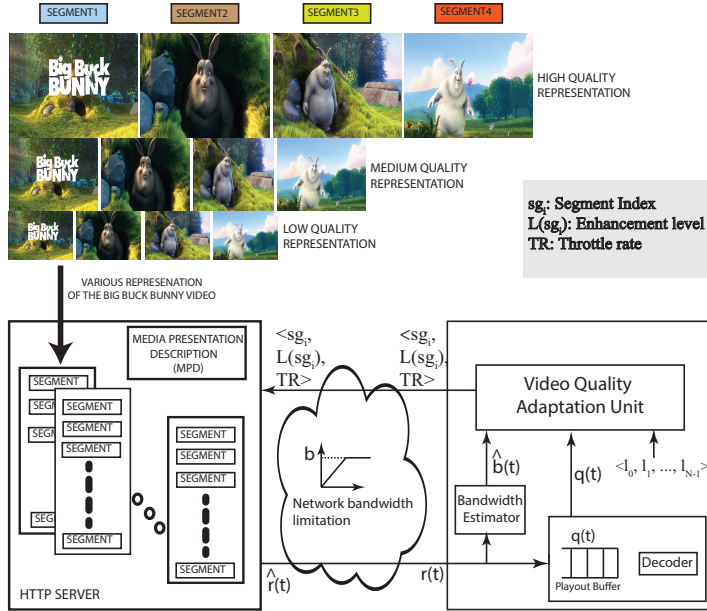 SEGMENT1
SEGMENT2
SEGMENT3
SEGMENT4
Big Buck
BUNNY
HIGH QUALITY
REPRESENTATION
Big Buck
BUNNY
MEDIUM QUALITY
REPRESENTATION
Big Buck
BUNNY
LOW QUALITY
REPRESENTATION
sgᵢ: Segment Index
L(sgᵢ): Enhancement level
TR: Throttle rate
VARIOUS REPRESENATION
OF THE BIG BUCK BUNNY VIDEO
MEDIA PRESENTATION
DESCRIPTION
(MPD)
SEGMENT
SEGMENT
SEGMENT
SEGMENT
SEGMENT
SEGMENT
SEGMENT
SEGMENT
SEGMENT
SEGMENT
SEGMENT
SEGMENT
HTTP SERVER
<sgᵢ,
L(sgᵢ),
TR>
<sgᵢ,
L(sgᵢ),
TR>
b
Network bandwidth
limitation
r̂(t)
r(t)
Video Quality
Adaptation Unit
b̂(t)
q(t)
<l₀, l₁, ..., lN-1>
Bandwidth
Estimator
q(t)
Playout Buffer
Decoder